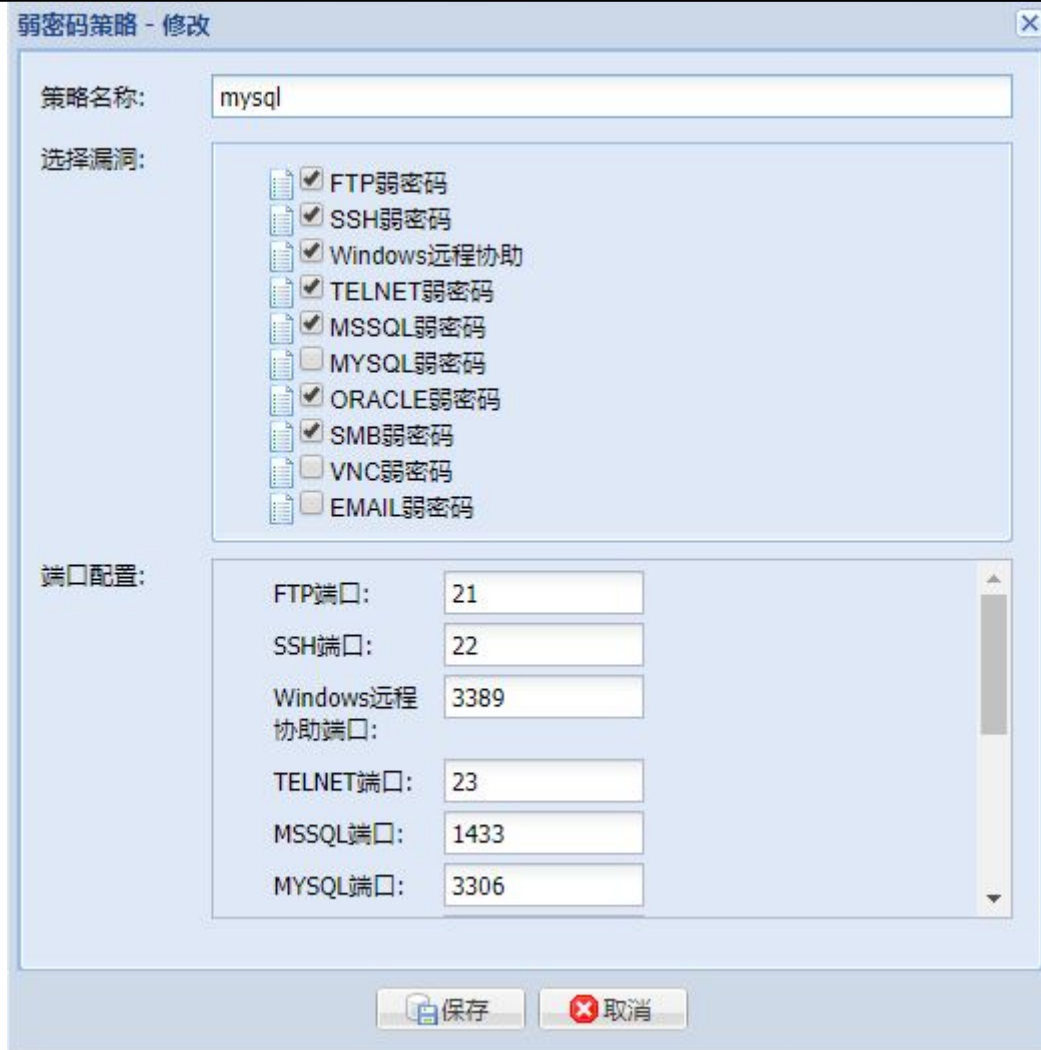 弱密码策略 - 修改
策略名称:
mysql
选择漏洞:
FTP弱密码
SSH弱密码
Windows远程协助
TELNET弱密码
MSSQL弱密码
MYSQL弱密码
ORACLE弱密码
SMB弱密码
VNC弱密码
EMAIL弱密码
端口配置:
FTP端口: 21
SSH端口: 22
Windows远程 3389
协助端口:
TELNET端口: 23
MSSQL端口: 1433
MYSQL端口: 3306
保存 取消